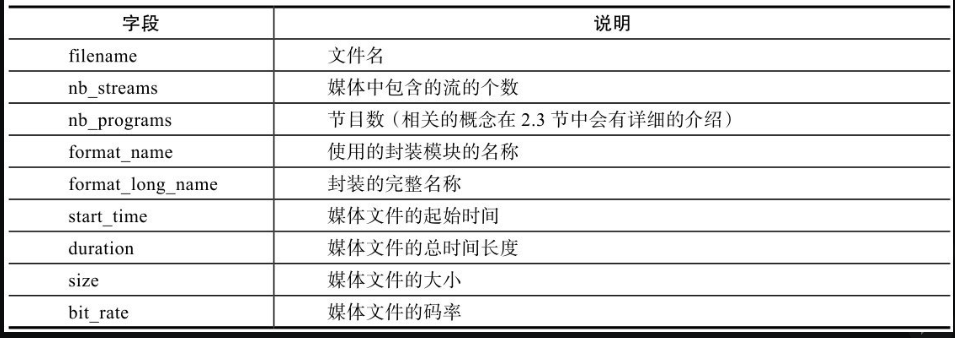 字段 说明
filename 文件名
nb_streams 媒体中包含的流的个数
nb_programs 节目数（相关的概念在 2.3 节中会有详细的介绍）
format_name 使用的封装模块的名称
format_long_name 封装的完整名称
start_time 媒体文件的起始时间
duration 媒体文件的总时间长度
size 媒体文件的大小
bit_rate 媒体文件的码率